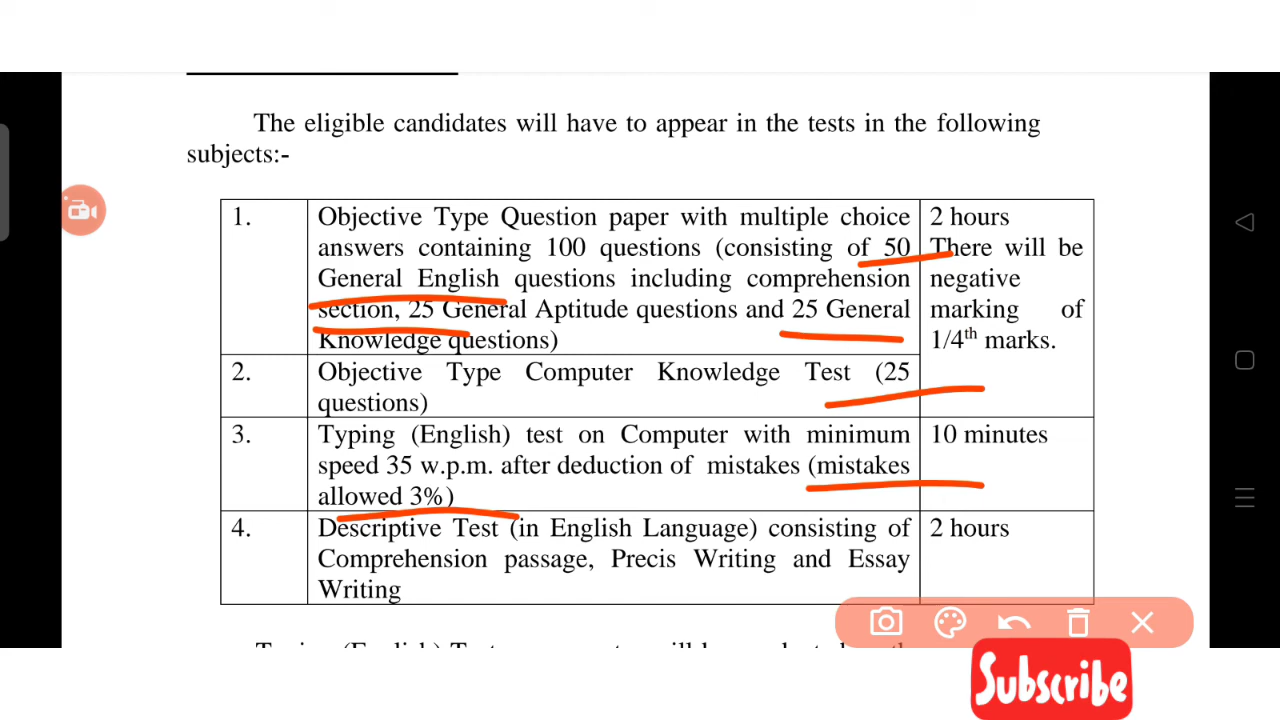 The eligible candidates will have to appear in the tests in the following
subjects:-
1.
Objective Type Question paper with multiple choice
answers containing 100 questions (consisting of 50
General English questions including comprehension
section, 25 General Aptitude questions and 25 General
Knowledge questions)
2 hours
There will be
negative
marking of
1/4th marks.
2.
Objective Type Computer Knowledge Test (25
questions)
3.
Typing (English) test on Computer with minimum
speed 35 w.p.m. after deduction of mistakes (mistakes
allowed 3%)
10 minutes
4.
Descriptive Test (in English Language) consisting of
Comprehension passage, Precis Writing and Essay
Writing
2 hours
Subscribe